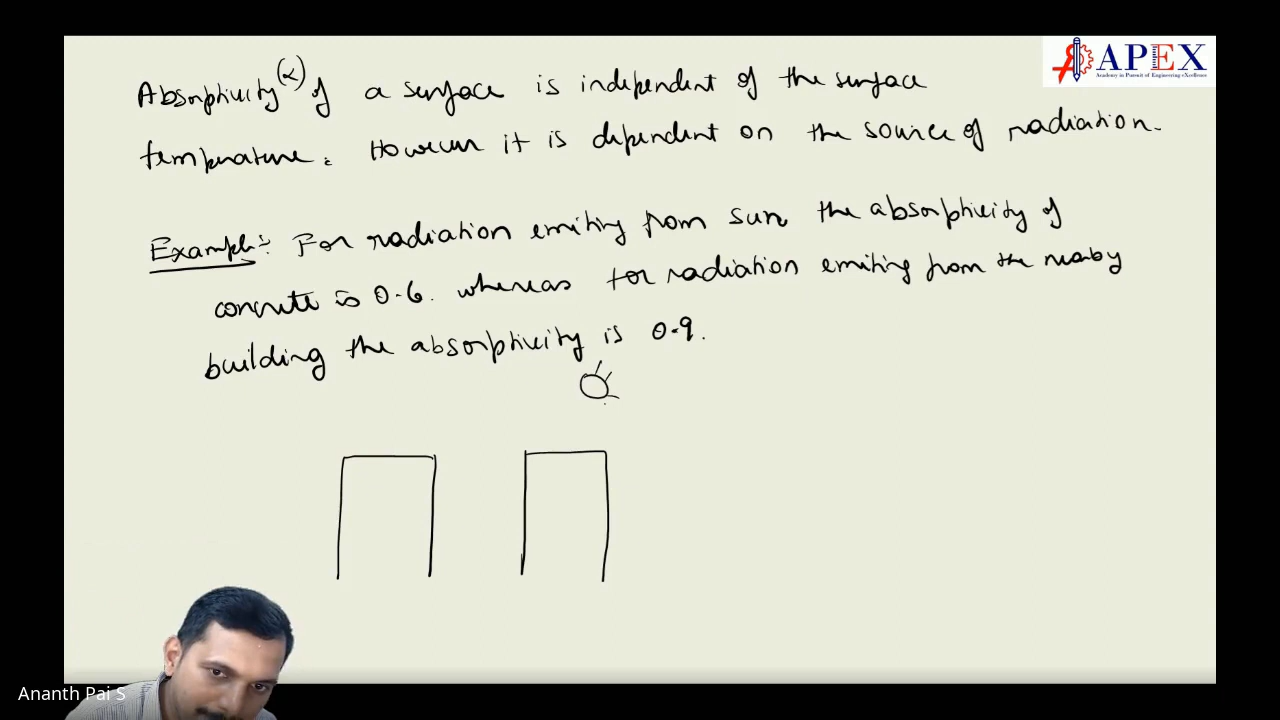 APEX
Academy in Pursuit of Engineering eXcellence
Absorptivity (α) of a surface is independent of the surface
temperature. However it is dependent on the source of radiation.
Example: For radiation emiting from sun the absorptivity of
concrete is 0.6. whereas for radiation emiting from the nearby
building the absorptivity is 0.9.
Ananth Pai S